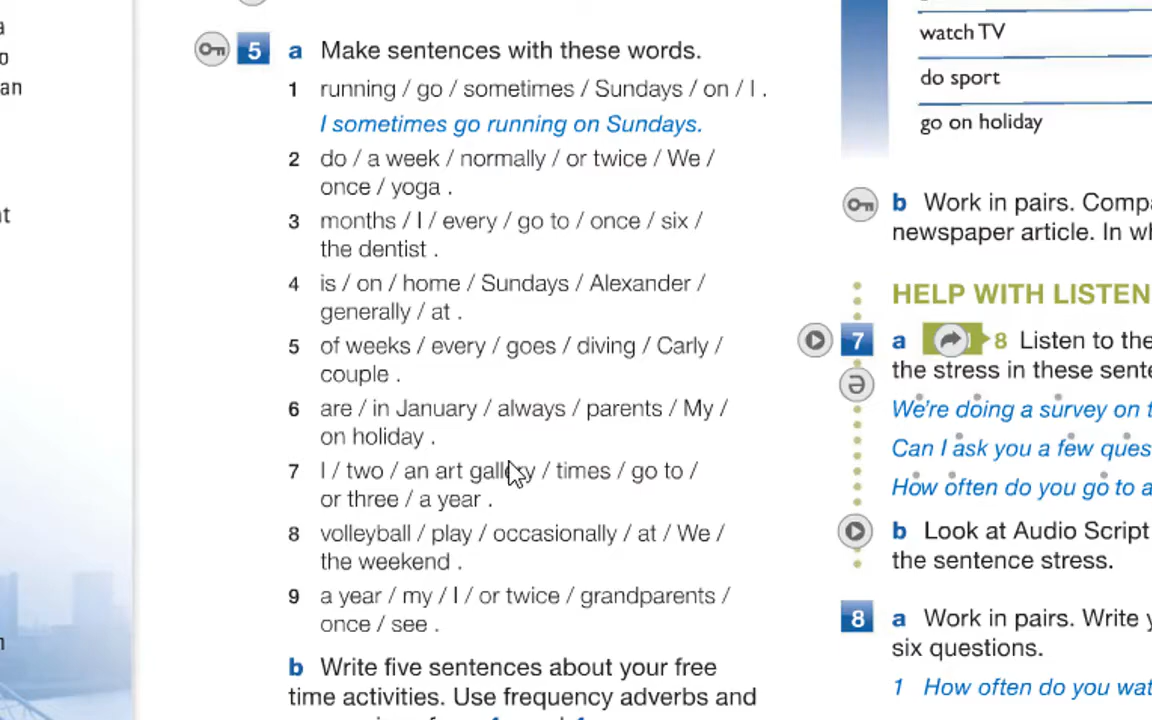 5 a Make sentences with these words.
1 running / go / sometimes / Sundays / on / I .
I sometimes go running on Sundays.
2 do / a week / normally / or twice / We /
once / yoga .
3 months / I / every / go to / once / six /
the dentist .
4 is / on / home / Sundays / Alexander /
generally / at .
5 of weeks / every / goes / diving / Carly /
couple .
6 are / in January / always / parents / My /
on holiday .
7 I / two / an art gallery / times / go to /
or three / a year .
8 volleyball / play / occasionally / at / We /
the weekend .
9 a year / my / I / or twice / grandparents /
once / see .
b Write five sentences about your free
time activities. Use frequency adverbs and
watch TV
do sport
go on holiday
b Work in pairs.
newspaper article. In
HELP WITH
7 a 8 Listen to the
ə the stress in these
We're doing a survey on
Can I ask you a few
How often do you go to a
b Look at Audio Script
the sentence stress.
8 a Work in pairs. Write
six questions.
1 How often do you